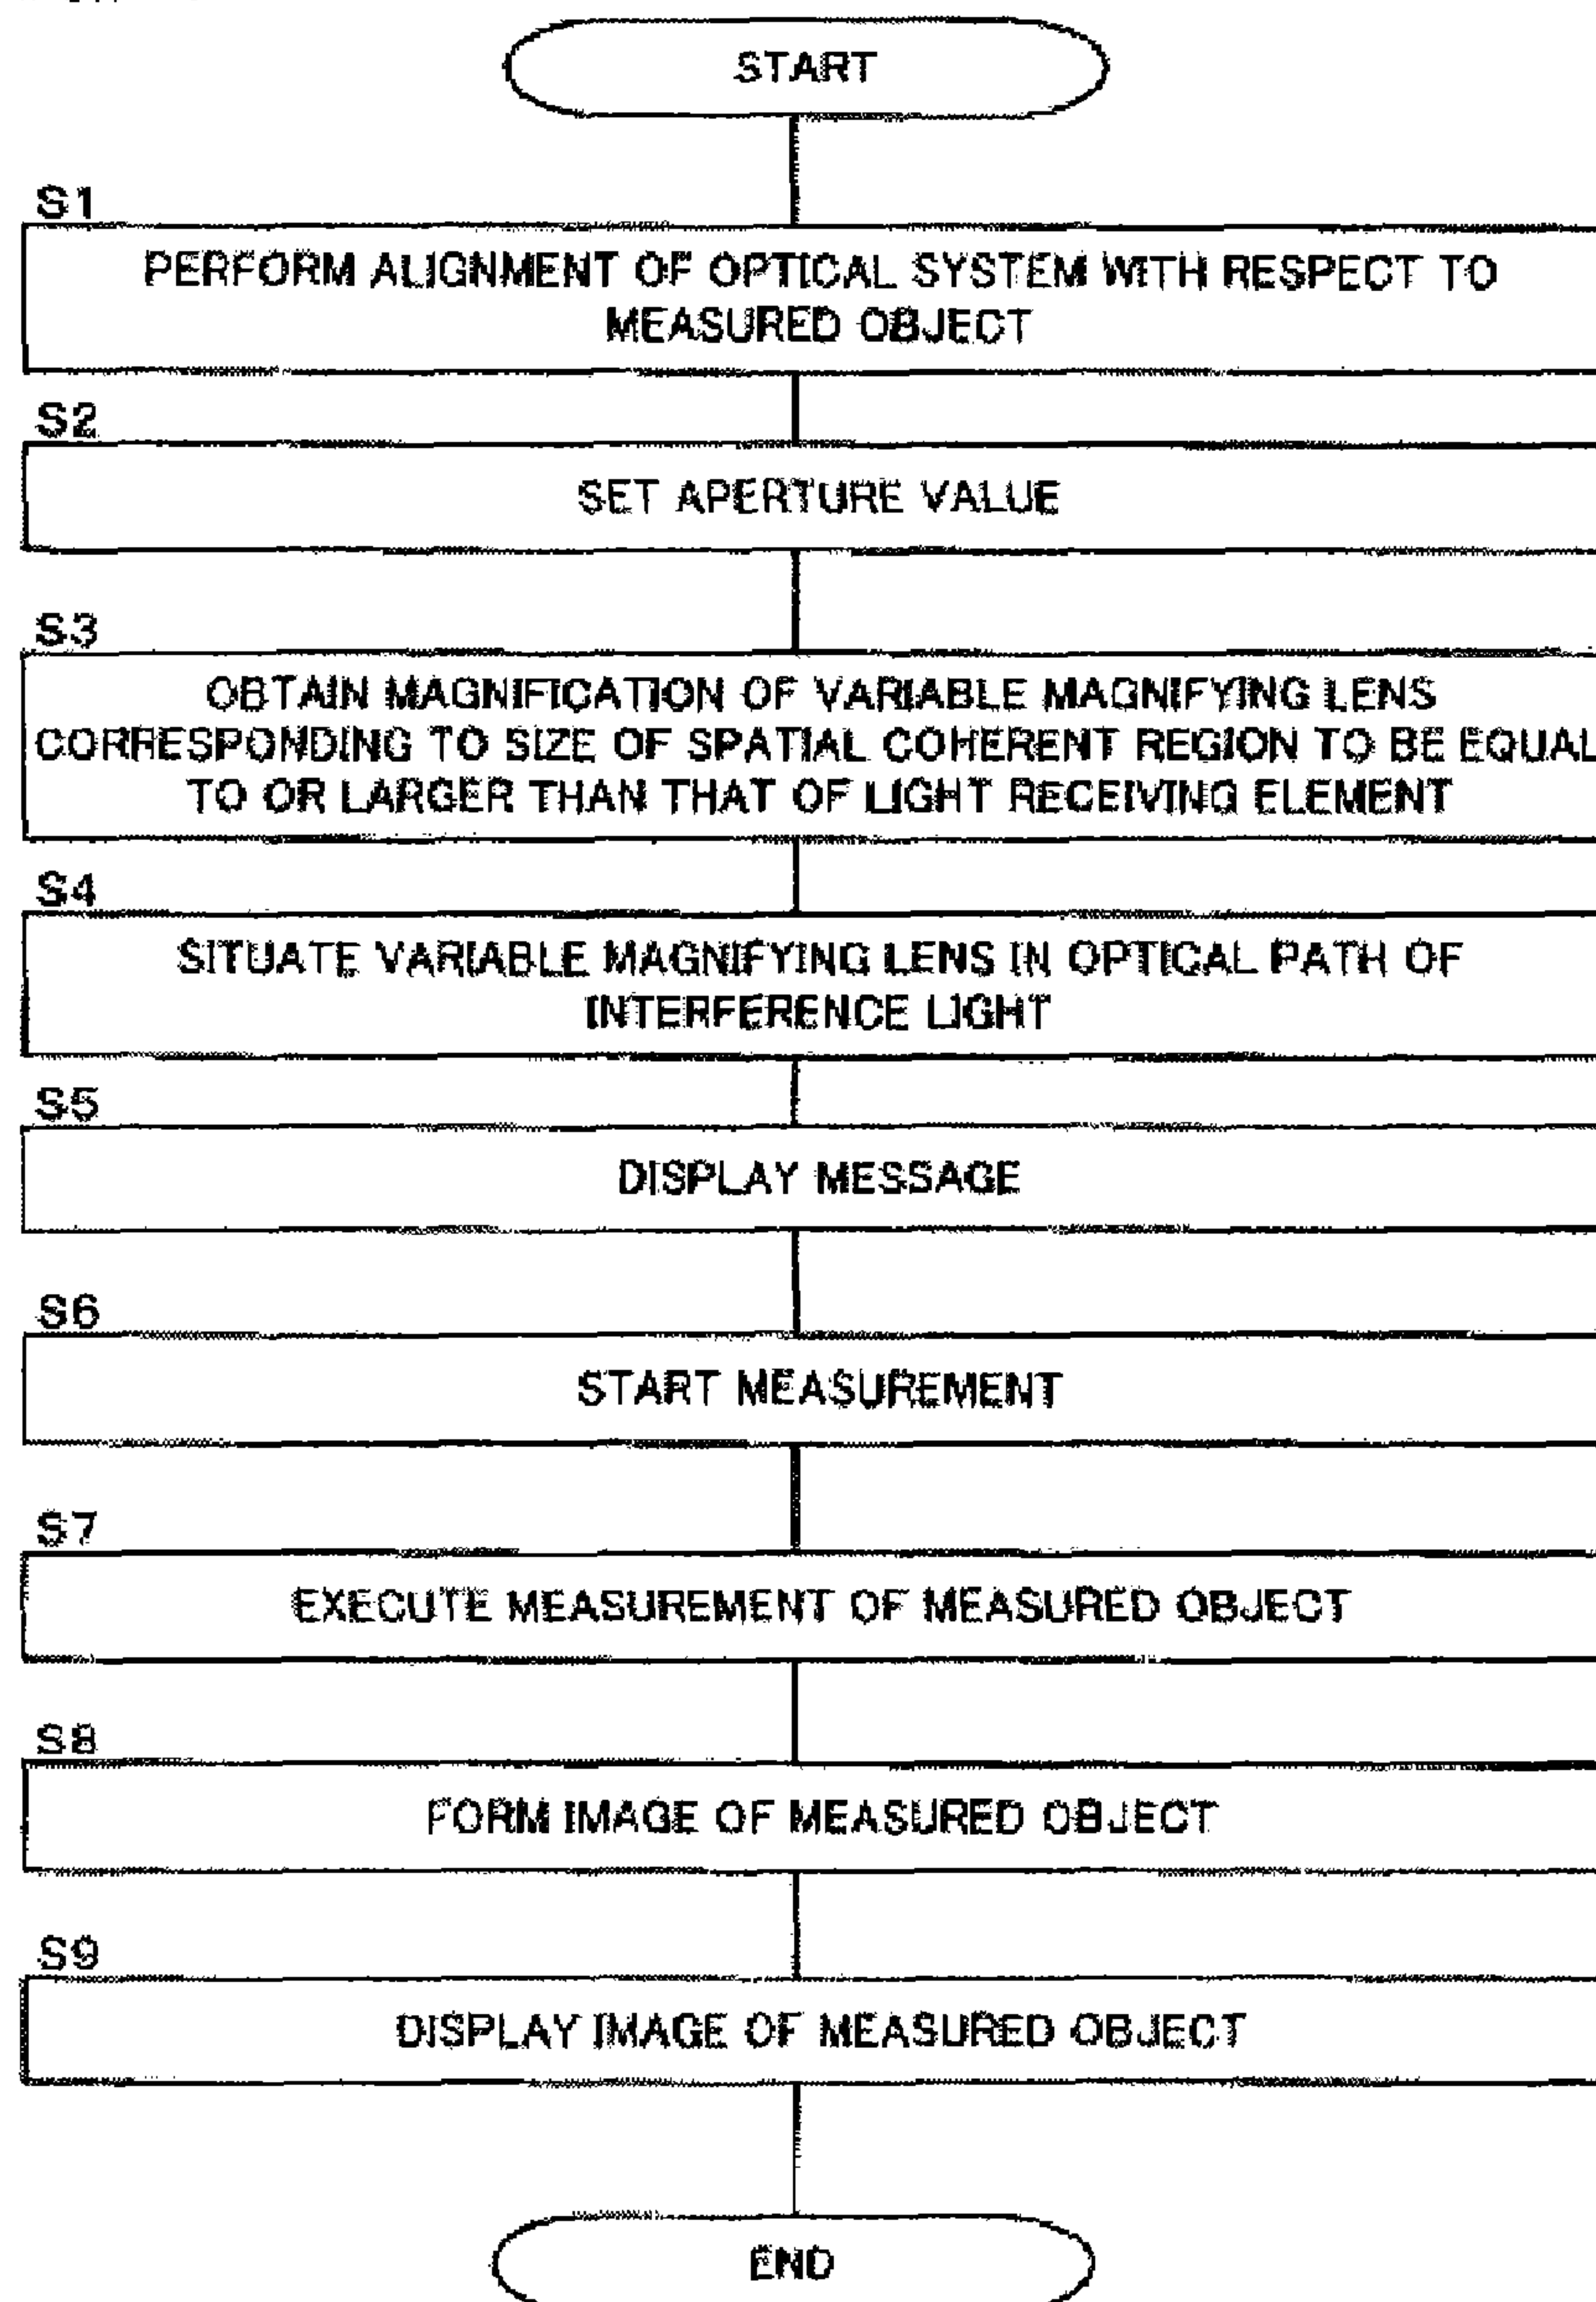 START
S1
PERFORM ALIGNMENT OF OPTICAL SYSTEM WITH RESPECT TO
MEASURED OBJECT
S2
SET APERTURE VALUE
S3
OBTAIN MAGNIFICATION OF VARIABLE MAGNIFYING LENS
CORRESPONDING TO SIZE OF SPATIAL COHERENT REGION TO BE EQUAL
TO OR LARGER THAN THAT OF LIGHT RECEIVING ELEMENT
S4
SITUATE VARIABLE MAGNIFYING LENS IN OPTICAL PATH OF
INTERFERENCE LIGHT
S5
DISPLAY MESSAGE
S6
START MEASUREMENT
S7
EXECUTE MEASUREMENT OF MEASURED OBJECT
S8
FORM IMAGE OF MEASURED OBJECT
S9
DISPLAY IMAGE OF MEASURED OBJECT
END